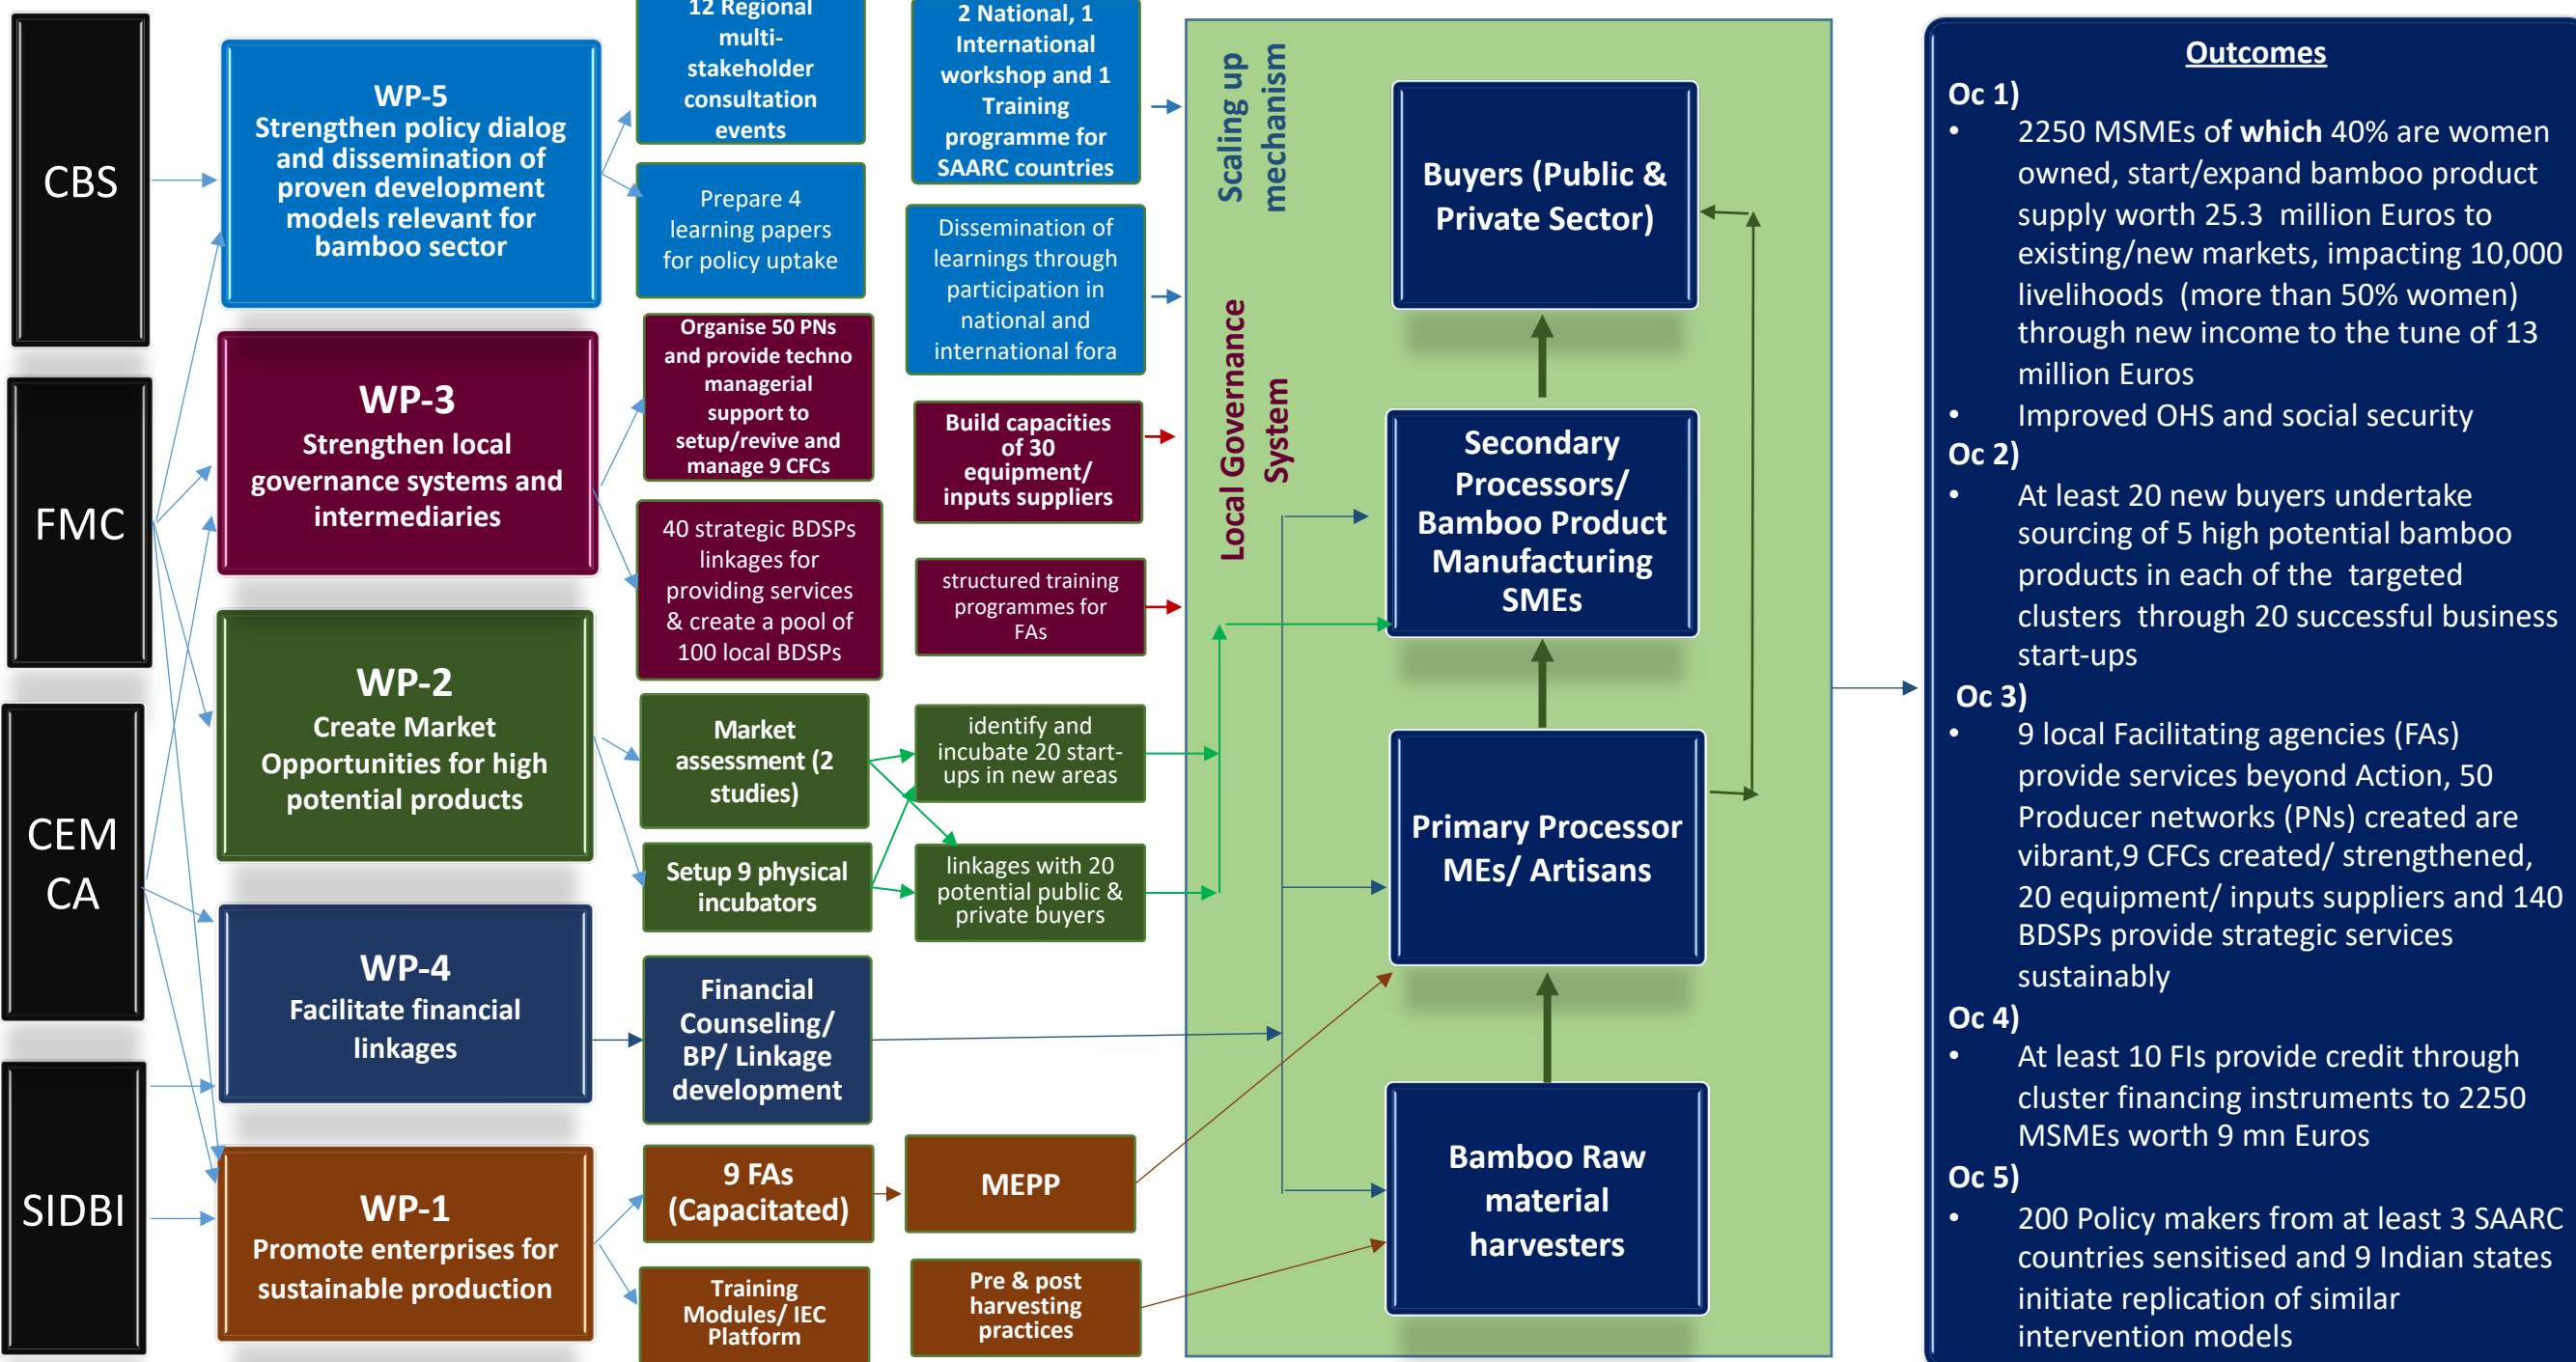 CBS
FMC
CEM
CA
SIDBI
WP-5
Strengthen policy dialog
and dissemination of
proven development
models relevant for
bamboo sector
WP-3
Strengthen local
governance systems and
intermediaries
WP-2
Create Market
Opportunities for high
potential products
WP-4
Facilitate financial
linkages
WP-1
Promote enterprises for
sustainable production
12 Regional
multi-
stakeholder
consultation
events
Prepare 4
learning papers
for policy uptake
Organise 50 PNs
and provide techno
managerial
support to
setup/revive and
manage 9 CFCs
40 strategic BDSPs
linkages for
providing services
& create a pool of
100 local BDSPs
Market
assessment (2
studies)
Setup 9 physical
incubators
Financial
Counseling/
BP/ Linkage
development
9 FAs
(Capacitated)
Training
Modules/ IEC
Platform
2 National, 1
International
workshop and 1
Training
programme for
SAARC countries
Dissemination of
learnings through
participation in
national and
international fora
Build capacities
of 30
equipment/
inputs suppliers
structured training
programmes for
FAs
identify and
incubate 20 start-
ups in new areas
linkages with 20
potential public &
private buyers
MEPP
Pre & post
harvesting
practices
Scaling up
mechanism
Local Governance
System
Buyers (Public &
Private Sector)
Secondary
Processors/
Bamboo Product
Manufacturing
SMEs
Primary Processor
MEs/ Artisans
Bamboo Raw
material
harvesters
Outcomes
Oc 1)
• 2250 MSMEs of which 40% are women
owned, start/expand bamboo product
supply worth 25.3 million Euros to
existing/new markets, impacting 10,000
livelihoods (more than 50% women)
through new income to the tune of 13
million Euros
• Improved OHS and social security
Oc 2)
• At least 20 new buyers undertake
sourcing of 5 high potential bamboo
products in each of the targeted
clusters through 20 successful business
start-ups
Oc 3)
• 9 local Facilitating agencies (FAs)
provide services beyond Action, 50
Producer networks (PNs) created are
vibrant,9 CFCs created/ strengthened,
20 equipment/ inputs suppliers and 140
BDSPs provide strategic services
sustainably
Oc 4)
• At least 10 FIs provide credit through
cluster financing instruments to 2250
MSMEs worth 9 mn Euros
Oc 5)
• 200 Policy makers from at least 3 SAARC
countries sensitised and 9 Indian states
initiate replication of similar
intervention models